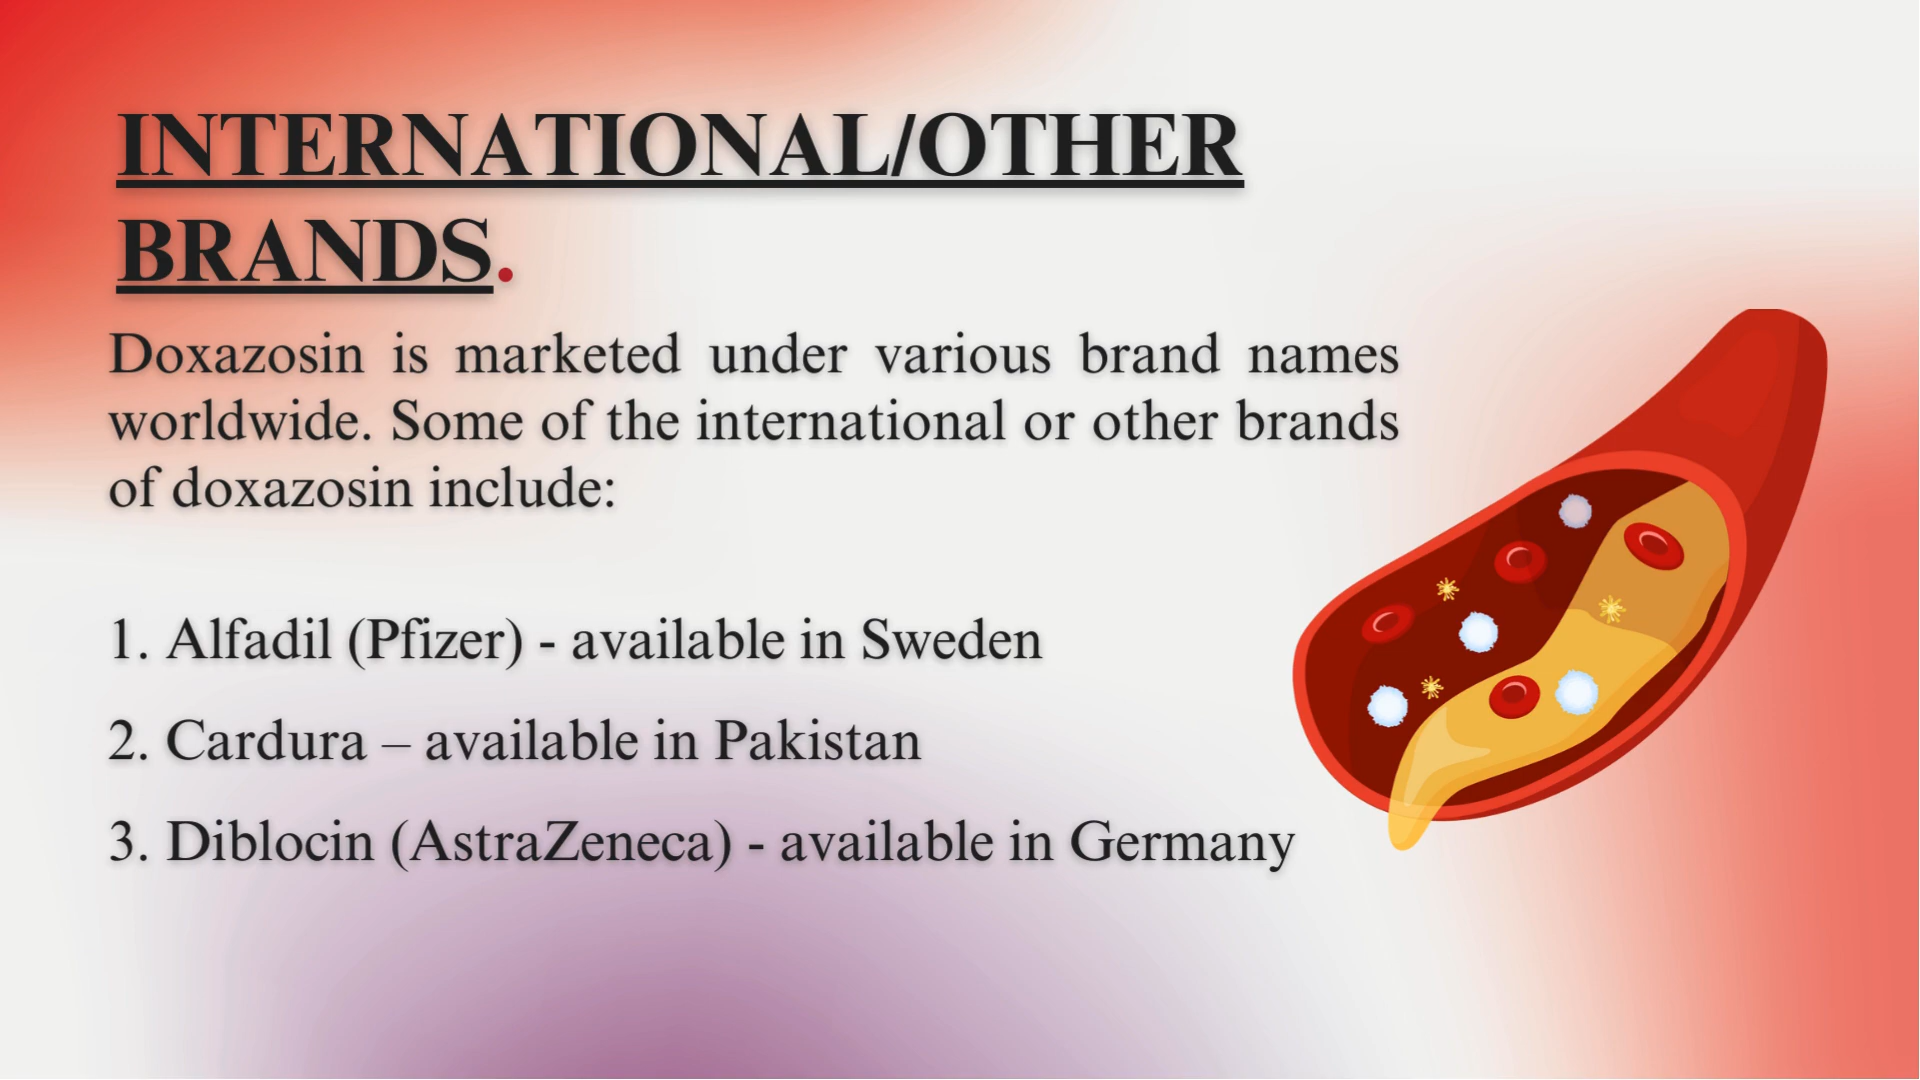 INTERNATIONAL/OTHER
BRANDS.
Doxazosin is marketed under various brand names
worldwide. Some of the international or other brands
of doxazosin include:
1. Alfadil (Pfizer) - available in Sweden
2. Cardura – available in Pakistan
3. Diblocin (AstraZeneca) - available in Germany